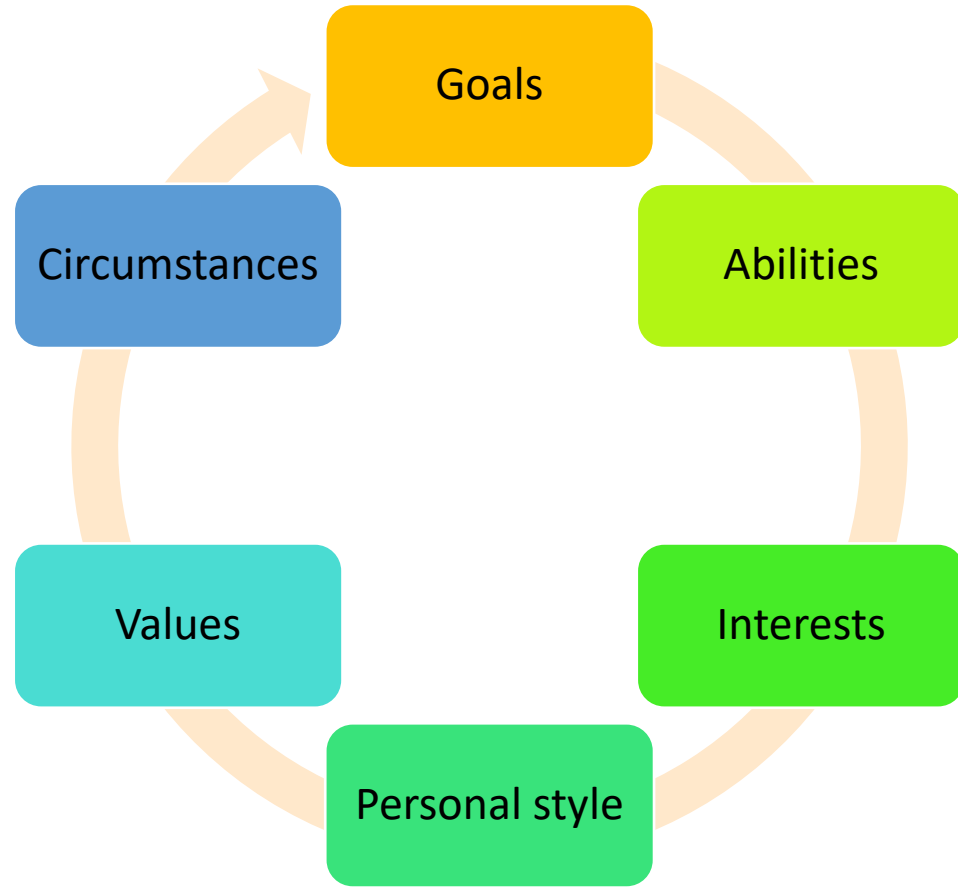 Goals
Abilities
Interests
Personal style
Values
Circumstances